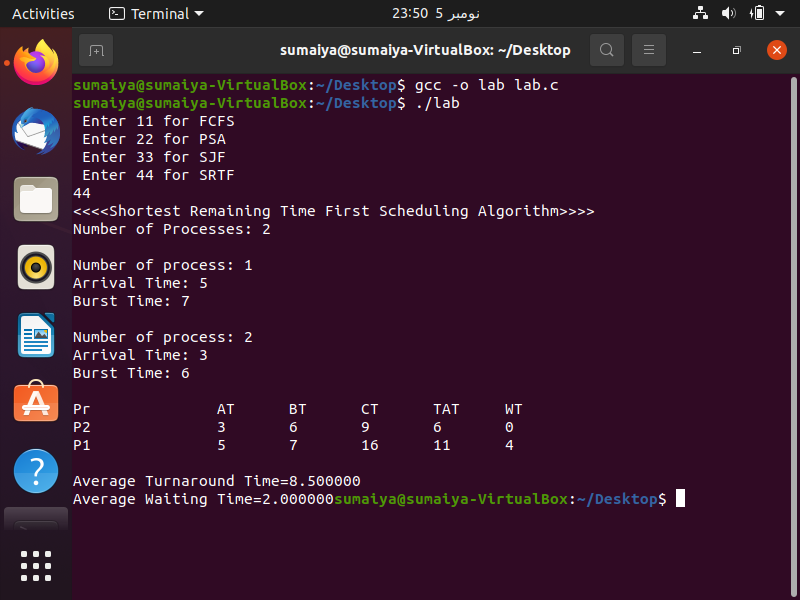 Activities Terminal 23:50 5 نومبر
sumaiya@sumaiya-VirtualBox: ~/Desktop
sumaiya@sumaiya-VirtualBox:~/Desktop$ gcc -o lab lab.c
sumaiya@sumaiya-VirtualBox:~/Desktop$ ./lab
Enter 11 for FCFS
Enter 22 for PSA
Enter 33 for SJF
Enter 44 for SRTF
44
<<<<Shortest Remaining Time First Scheduling Algorithm>>>>
Number of Processes: 2
Number of process: 1
Arrival Time: 5
Burst Time: 7
Number of process: 2
Arrival Time: 3
Burst Time: 6
Pr AT BT CT TAT WT
P2 3 6 9 6 0
P1 5 7 16 11 4
Average Turnaround Time=8.500000
Average Waiting Time=2.000000sumaiya@sumaiya-VirtualBox:~/Desktop$